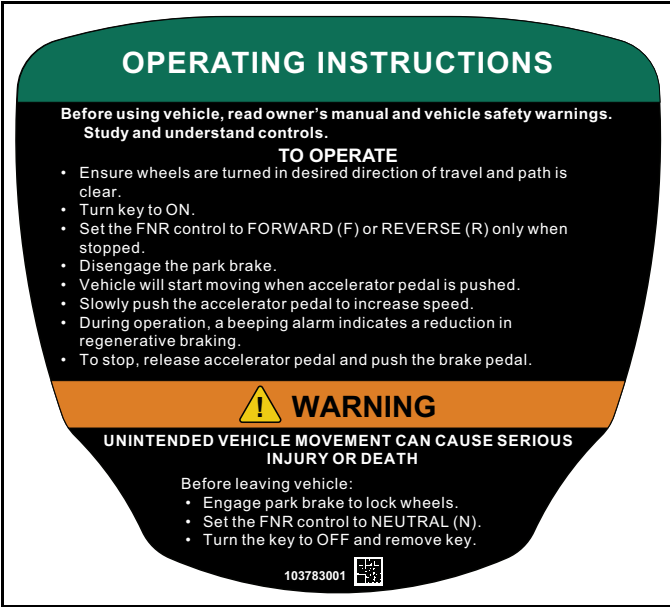 OPERATING INSTRUCTIONS
Before using vehicle, read owner's manual and vehicle safety warnings.
Study and understand controls.
TO OPERATE
• Ensure wheels are turned in desired direction of travel and path is
clear.
• Turn key to ON.
• Set the FNR control to FORWARD (F) or REVERSE (R) only when
stopped.
• Disengage the park brake.
• Vehicle will start moving when accelerator pedal is pushed.
• Slowly push the accelerator pedal to increase speed.
• During operation, a beeping alarm indicates a reduction in
regenerative braking.
• To stop, release accelerator pedal and push the brake pedal.
! WARNING
UNINTENDED VEHICLE MOVEMENT CAN CAUSE SERIOUS
INJURY OR DEATH
Before leaving vehicle:
• Engage park brake to lock wheels.
• Set the FNR control to NEUTRAL (N).
• Turn the key to OFF and remove key.
103783001